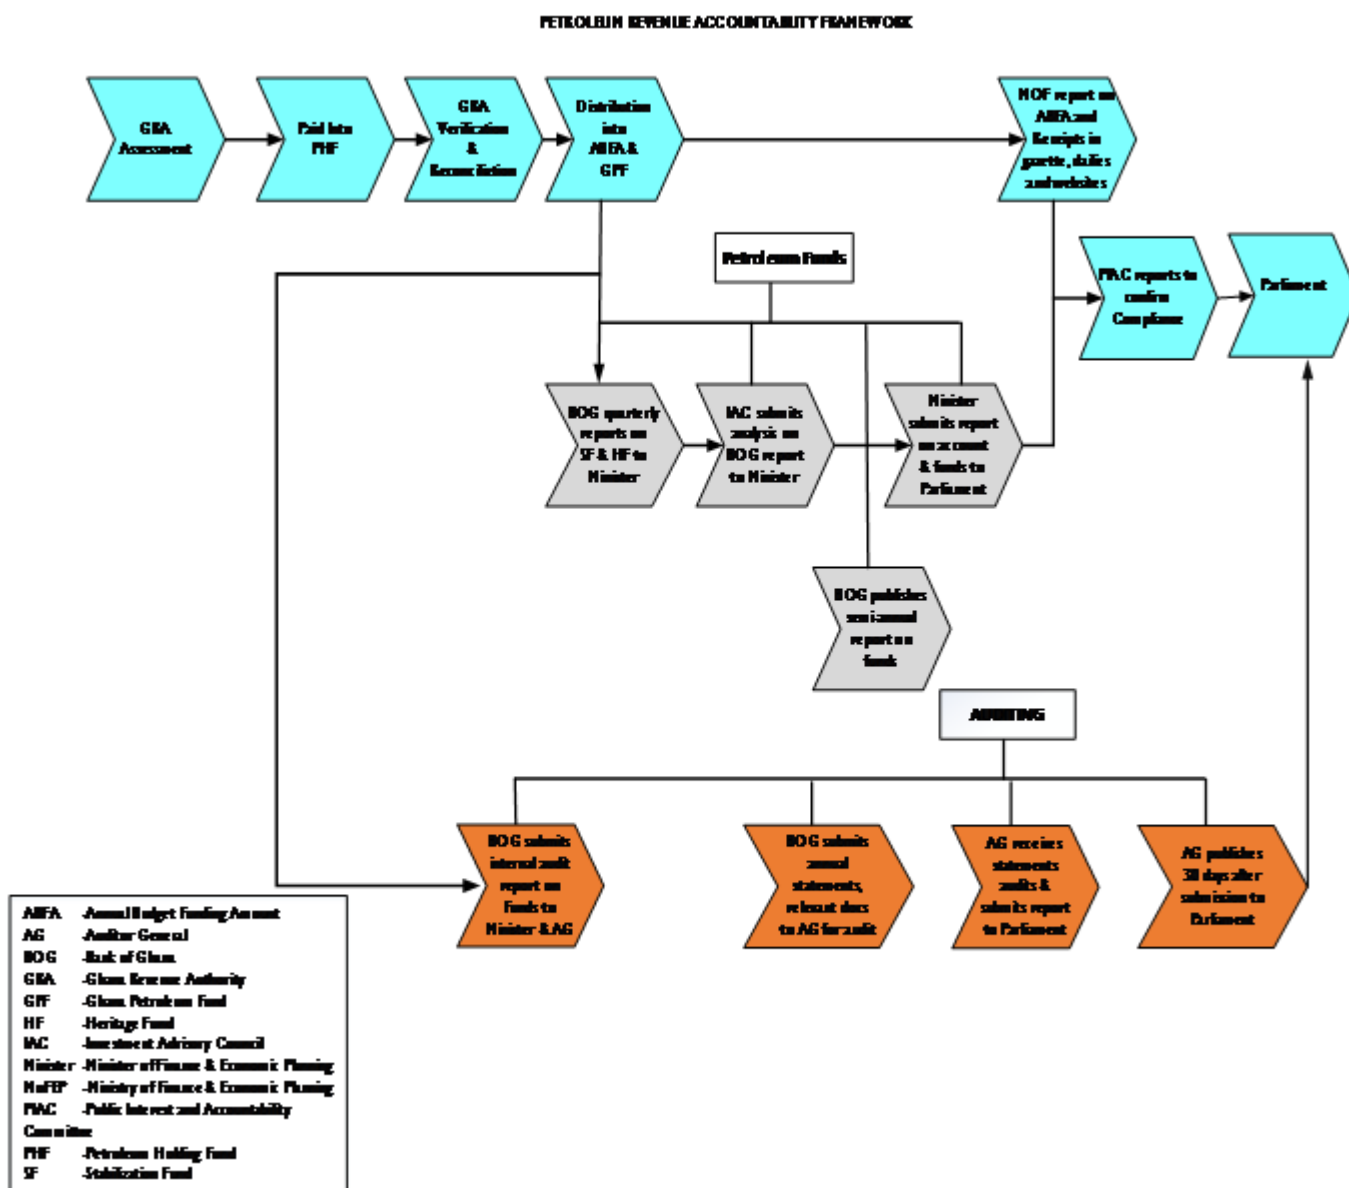 PETROLEUM REVENUE ACCOUNTABILITY FRAMEWORK
GRA
Assessment
Paid Into
PHF
GRA
Verification
&
Reconciliation
Distribution
into
ABFA &
GPF
MOF report on
ABFA and
Receipts in
gazette, dailies
and websites
Petroleum Funds
PIAC reports to
confirm
Compliance
Parliament
BOG quarterly
reports on
SF & HF to
Minister
IAC submits
analysis on
BOG report
to Minister
Minister
submits report
on account
& funds to
Parliament
BOG publishes
semi-annual
report on
funds
AUDITING
BOG submits
internal audit
report on
Funds to
Minister & AG
BOG submits
annual
statements,
relevant docs
to AG for audit
AG receives
statements
audits &
submits report
to Parliament
AG publishes
30 days after
submission to
Parliament
ABFA -Annual Budget Funding Amount
AG -Auditor General
BOG -Bank of Ghana
GRA -Ghana Revenue Authority
GPF -Ghana Petroleum Fund
HF -Heritage Fund
IAC -Investment Advisory Council
Minister -Minister of Finance & Economic Planning
MoFEP -Ministry of Finance & Economic Planning
PIAC -Public Interest and Accountability
Committee
PHF -Petroleum Holding Fund
SF -Stabilization Fund